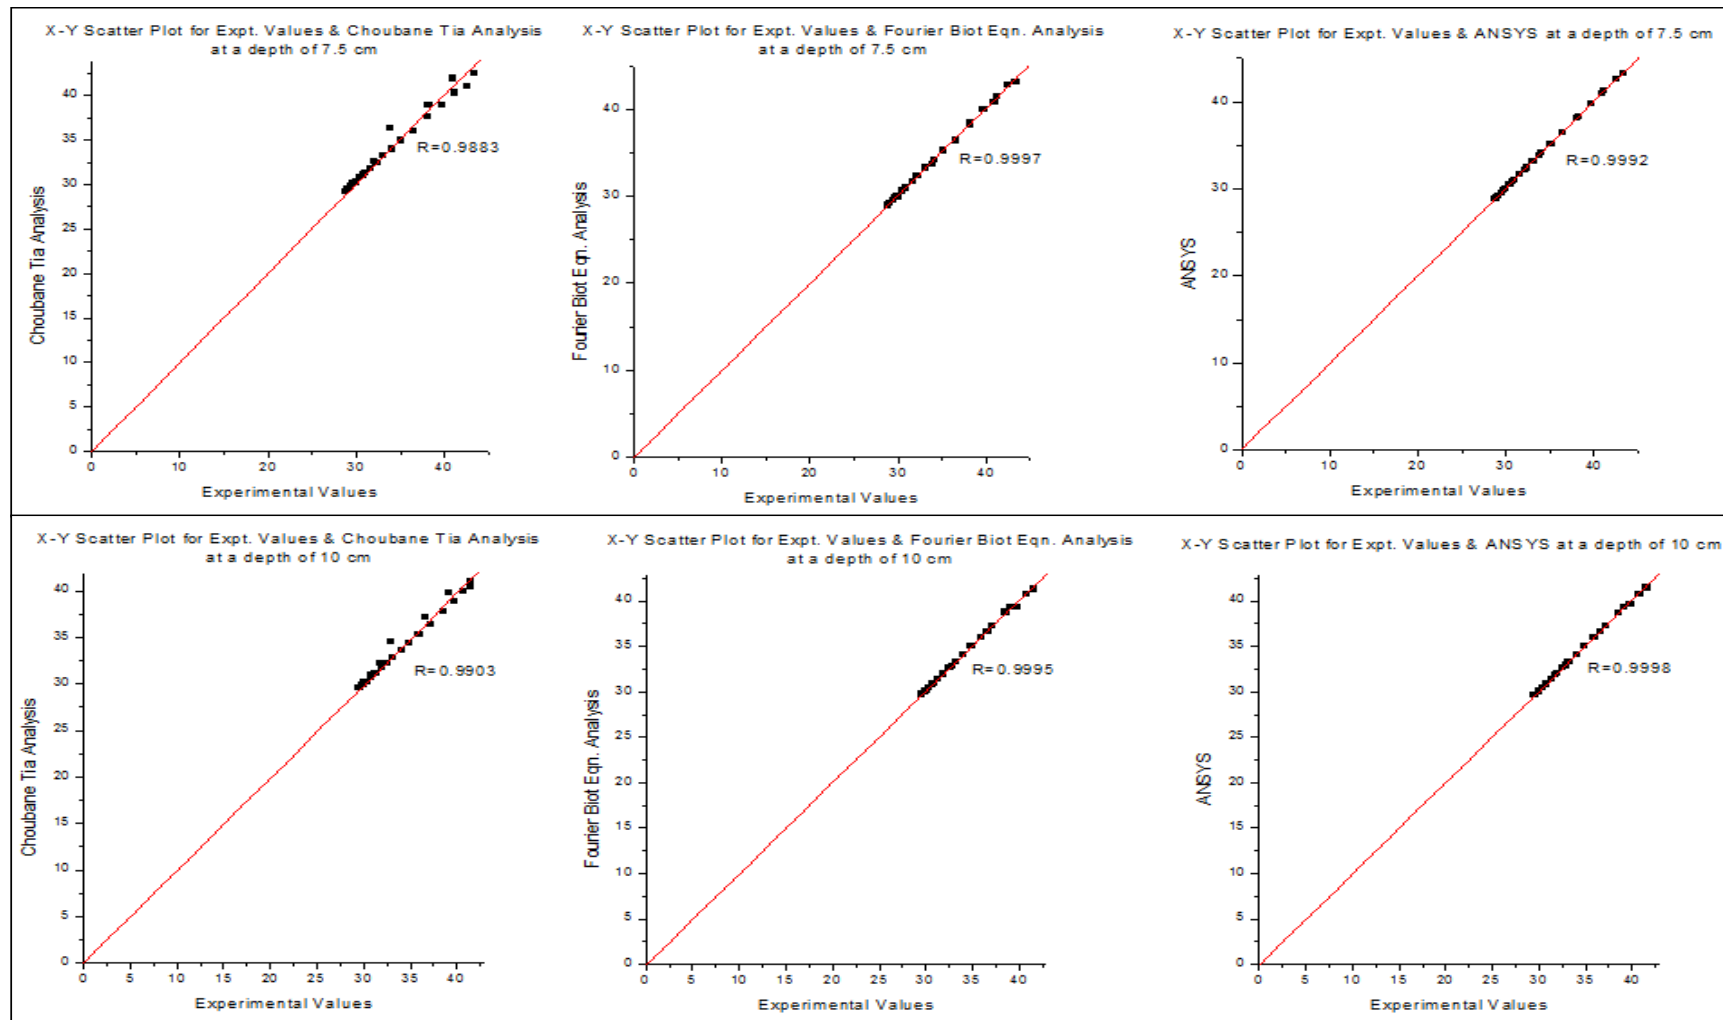 X-Y Scatter Plot for Expt. Values & Choubane Tia Analysis
at a depth of 7.5 cm
Choubane Tia Analysis
40
35
30
25
20
15
10
5
0
R=0.9883
0 10 20 30 40
Experimental Values
X-Y Scatter Plot for Expt. Values & Fourier Biot Eqn. Analysis
at a depth of 7.5 cm
Fourier Biot Eqn. Analysis
40
30
20
10
0
R=0.9997
0 10 20 30 40
Experimental Values
X-Y Scatter Plot for Expt. Values & ANSYS at a depth of 7.5 cm
ANSYS
40
30
20
10
0
R=0.9992
0 10 20 30 40
Experimental Values
X-Y Scatter Plot for Expt. Values & Choubane Tia Analysis
at a depth of 10 cm
Choubane Tia Analysis
40
35
30
25
20
15
10
5
0
R=0.9903
0 5 10 15 20 25 30 35 40
Experimental Values
X-Y Scatter Plot for Expt. Values & Fourier Biot Eqn. Analysis
at a depth of 10 cm
Fourier Biot Eqn. Analysis
40
35
30
25
20
15
10
5
0
R=0.9995
0 5 10 15 20 25 30 35 40
Experimental Values
X-Y Scatter Plot for Expt. Values & ANSYS at a depth of 10 cm
ANSYS
40
35
30
25
20
15
10
5
0
R=0.9998
0 5 10 15 20 25 30 35 40
Experimental Values